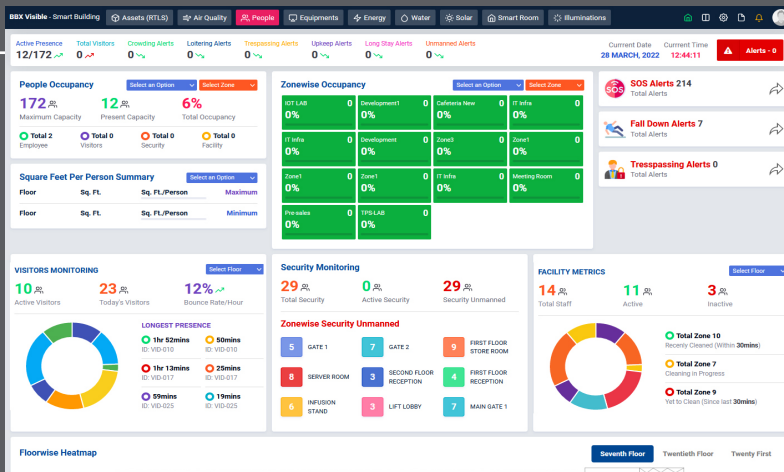 BBX Visible - Smart Building Assets (RTLS) Air Quality People Equipments Energy Water Solar Smart Room Illuminations
Active Presence Total Visitors Crowding Alerts Loitering Alerts Trespassing Alerts Upkeep Alerts Long Stay Alerts Unmanned Alerts Currrent Date Currrent Time
12/172 0 0 0 0 0 0 0 28 MARCH, 2022 12:44:11 Alerts - 0
People Occupancy Select an Option Select Zone
172 12 6%
Maximum Capacity Present Capacity Total Occupancy
Total 2 Total 0 Total 0 Total 0
Employee Visitors Security Facility
Square Feet Per Person Summary Select an Option
Floor Sq. Ft. Sq. Ft./Person Maximum
Floor Sq. Ft. Sq. Ft./Person Minimum
Zonewise Occupancy Select an Option Select Zone
IOT LAB 0 Development1 0 Cafeteria New 0 IT Infra 0
0% 0% 0% 0%
IT Infra 0 Development 0 Zone3 0 Zone1 0
0% 0% 0% 0%
Zone1 0 Zone1 0 IT Infra 0 Meeting Room 0
0% 0% 0% 0%
Pre-sales 0 TPS-LAB 0
0% 0%
SOS SOS Alerts 214
Total Alerts
Fall Down Alerts 7
Total Alerts
Tresspassing Alerts 0
Total Alerts
VISITORS MONITORING Select Floor
10 23 12%
Active Visitors Today's Visitors Bounce Rate/Hour
LONGEST PRESENCE
1hr 52mins 50mins
ID: VID-010 ID: VID-010
1hr 13mins 25mins
ID: VID-017 ID: VID-017
59mins 19mins
ID: VID-025 ID: VID-025
Security Monitoring
29 0 29
Total Security Active Security Security Unmanned
Zonewise Security Unmanned
5 GATE 1 7 GATE 2 9 FIRST FLOOR
STORE ROOM
8 SERVER ROOM 3 SECOND FLOOR 4 FIRST FLOOR
RECEPTION RECEPTION
6 INFUSION 3 LIFT LOBBY 7 MAIN GATE 1
STAND
FACILITY METRICS Select Floor
14 11 3
Total Staff Active Inactive
Total Zone 10
Recenly Cleaned (Within 30mins)
Total Zone 7
Cleaning in Progress
Total Zone 9
Yet to Clean (Since last 30mins)
Floorwise Heatmap Seventh Floor Twentieth Floor Twenty First